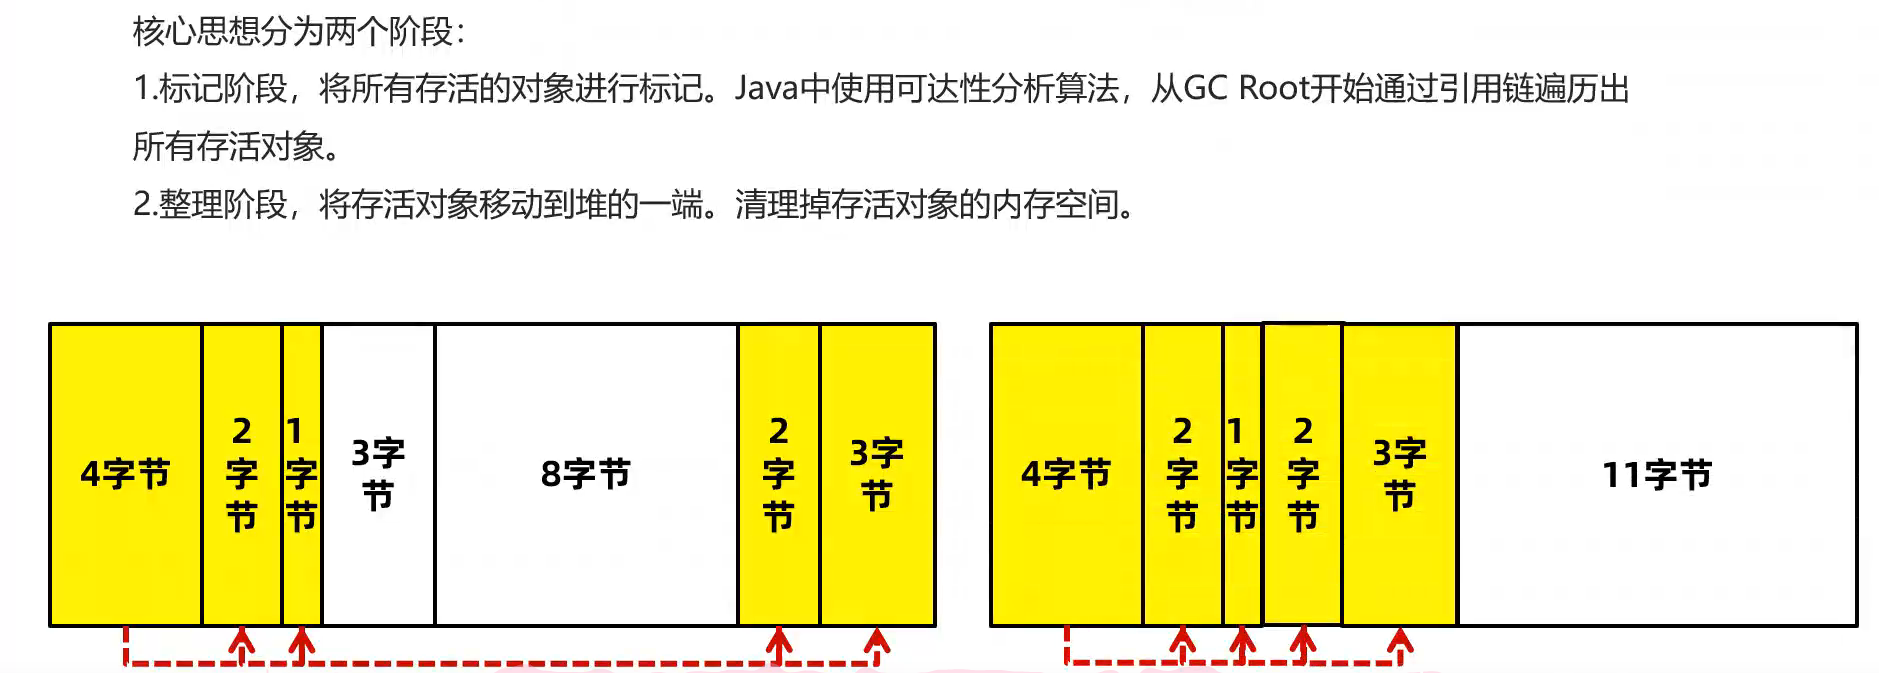 核心思想分为两个阶段：
1.标记阶段，将所有存活的对象进行标记。Java中使用可达性分析算法，从GC Root开始通过引用链遍历出
所有存活对象。
2.整理阶段，将存活对象移动到堆的一端。清理掉存活对象的内存空间。
4字节
2字节
1字节
3字节
8字节
2字节
3字节
4字节
2字节
1字节
2字节
3字节
11字节